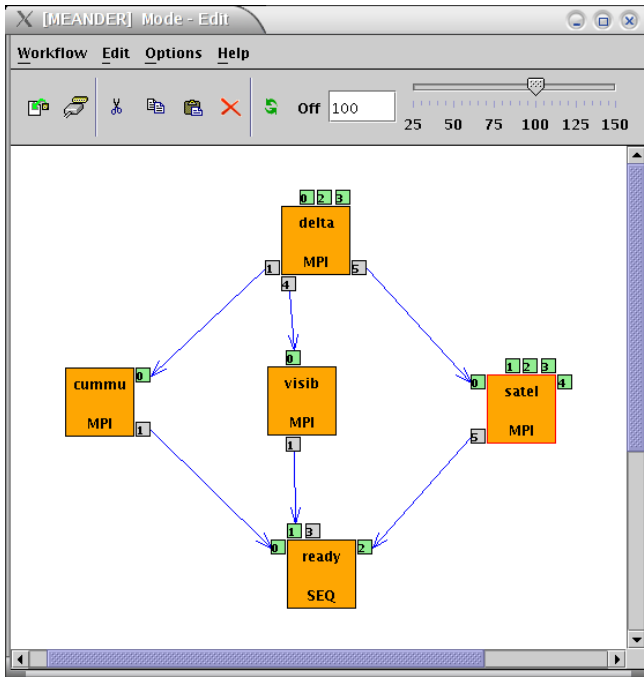 X [MEANDER] Mode - Edit
Workflow Edit Options Help
Off 100
25 50 75 100 125 150
0 2 3
delta
MPI
1 5
4
0
0
cummu
MPI
1
visib
MPI
1
1 2 3
0 4
satel
MPI
5
1 3
0 2
ready
SEQ